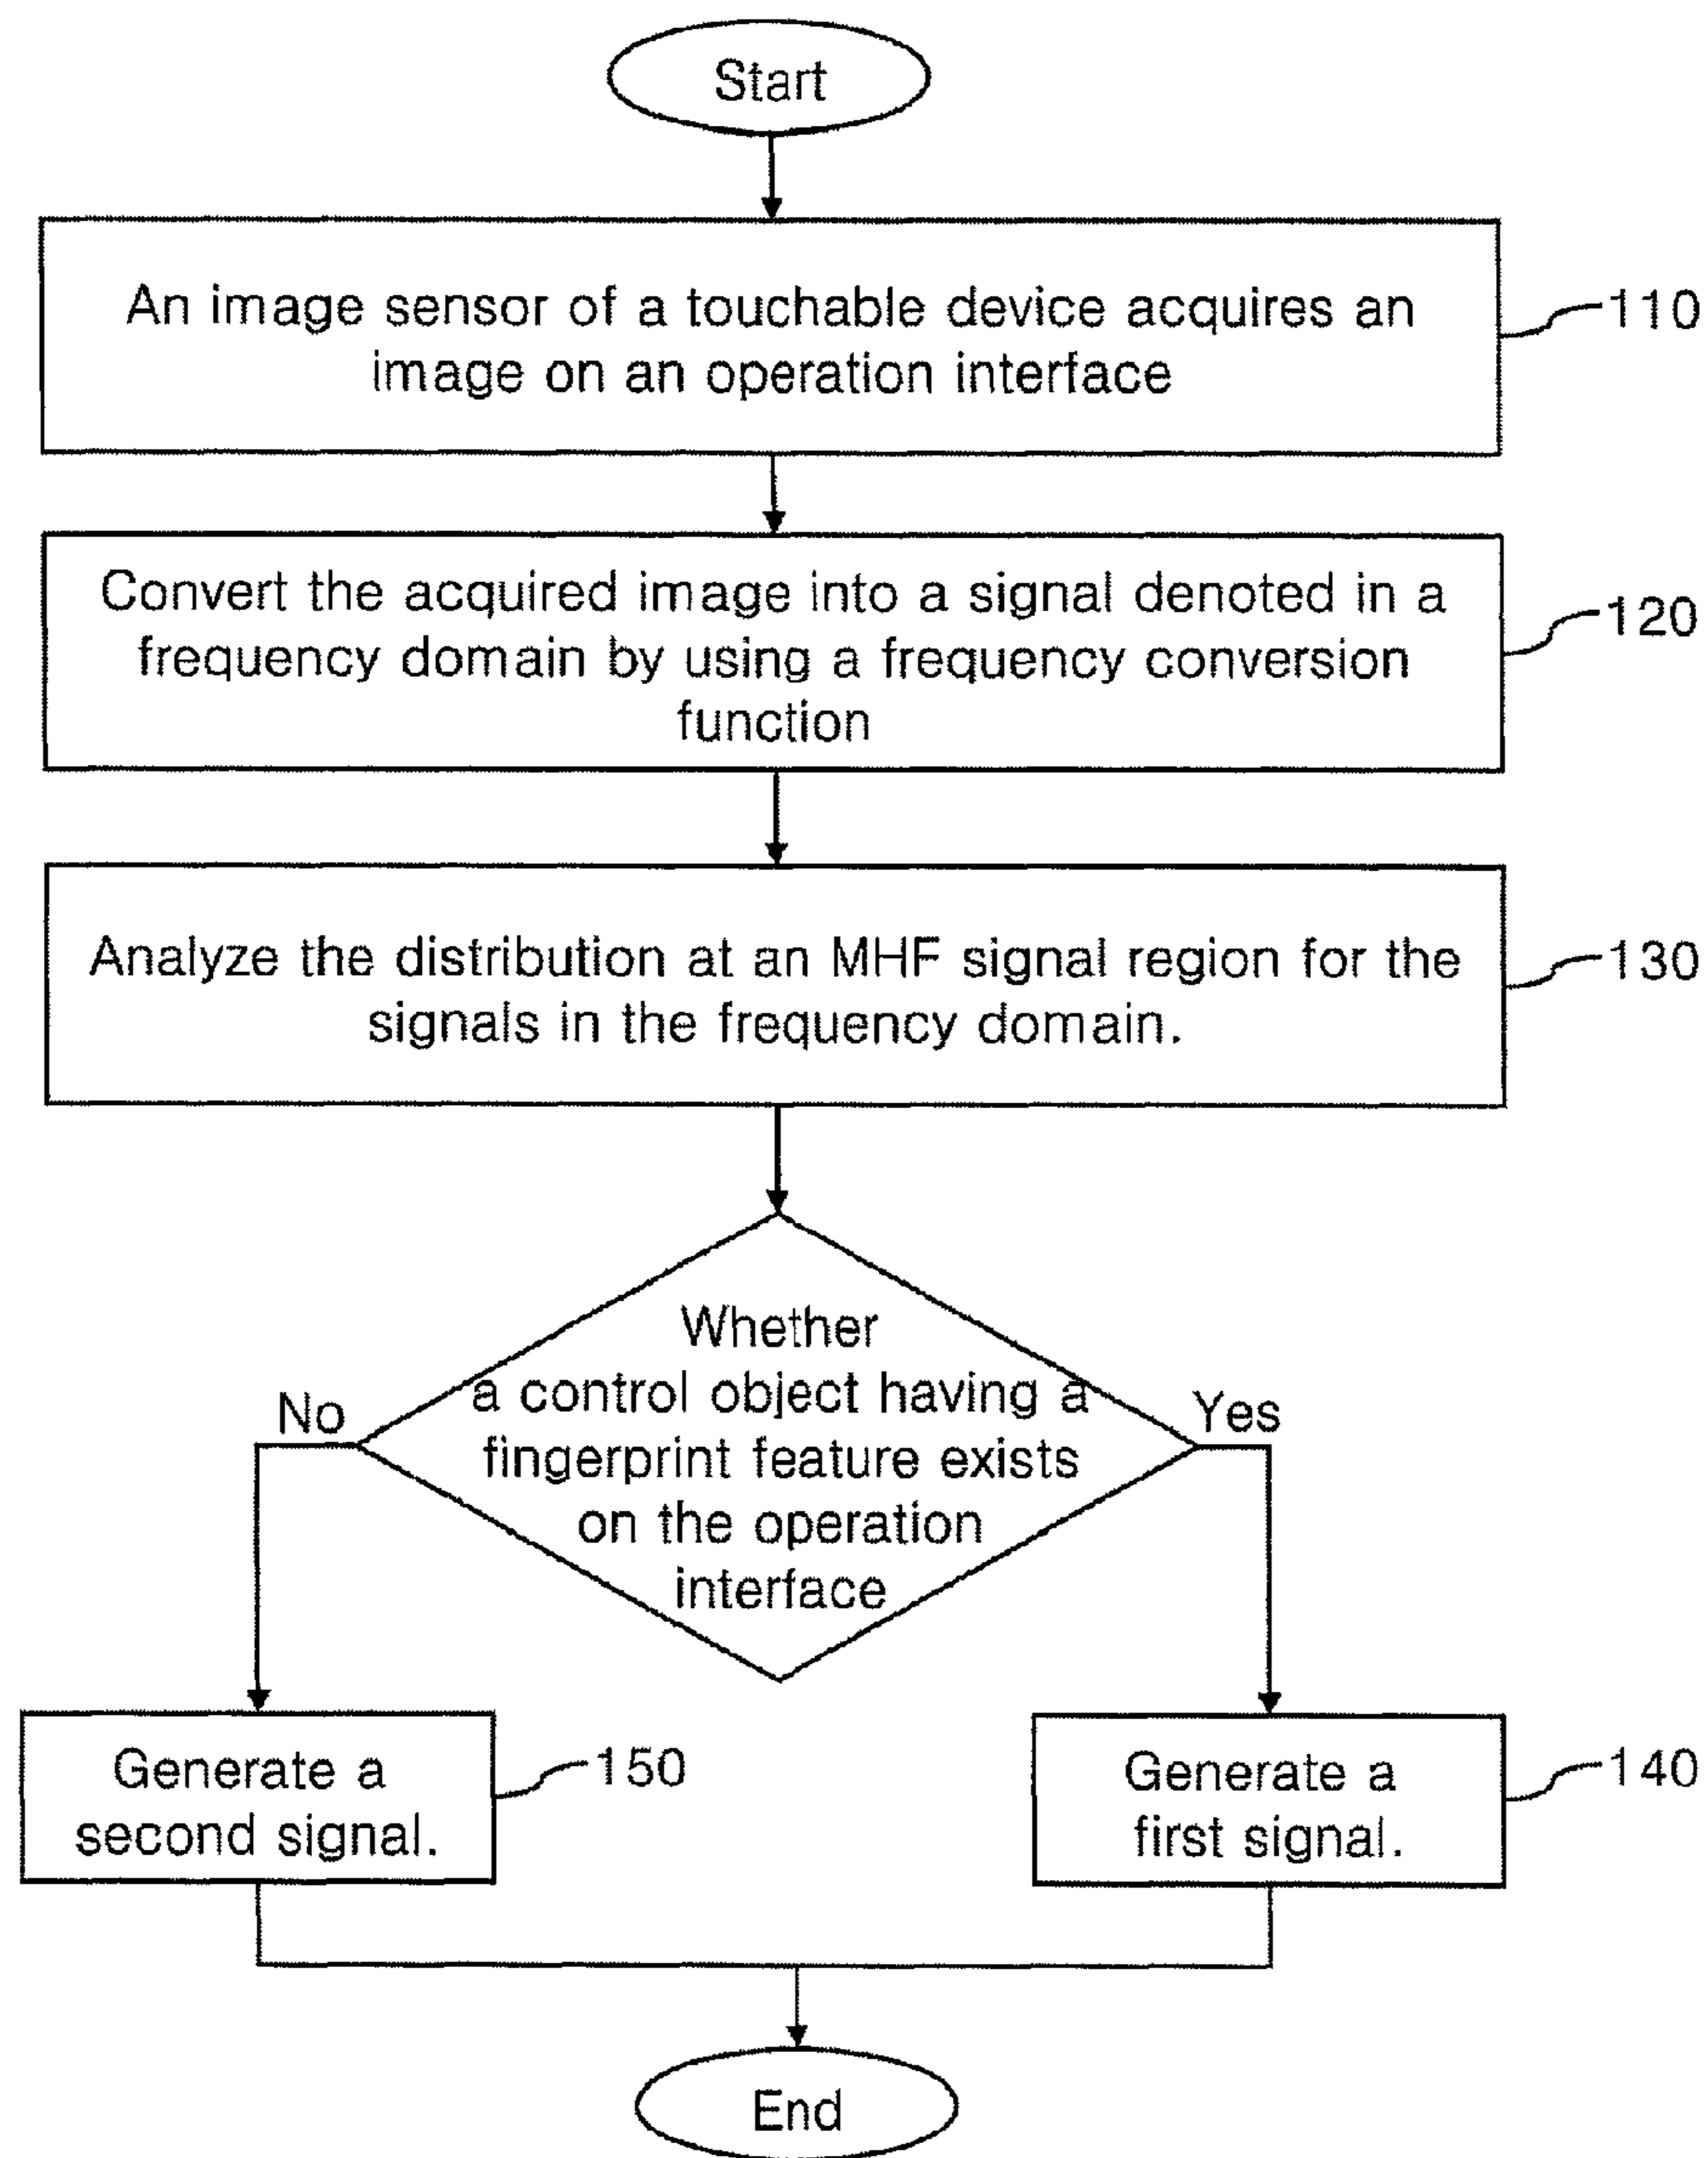 Start
An image sensor of a touchable device acquires an
image on an operation interface
110
Convert the acquired image into a signal denoted in a
frequency domain by using a frequency conversion
function
120
Analyze the distribution at an MHF signal region for the
signals in the frequency domain.
130
Whether
a control object having a
fingerprint feature exists
on the operation
interface
No
Yes
Generate a
second signal.
150
Generate a
first signal.
140
End